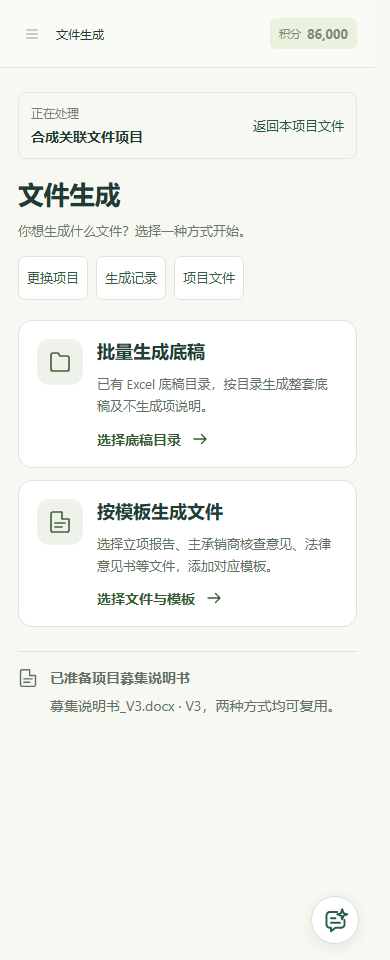 文件生成
积分 86,000
正在处理
合成关联文件项目
返回本项目文件
文件生成
你想生成什么文件？选择一种方式开始。
更换项目
生成记录
项目文件
批量生成底稿
已有 Excel 底稿目录，按目录生成整套底
稿及不生成项说明。
选择底稿目录 →
按模板生成文件
选择立项报告、主承销商核查意见、法律
意见书等文件，添加对应模板。
选择文件与模板 →
已准备项目募集说明书
募集说明书_V3.docx · V3，两种方式均可复用。